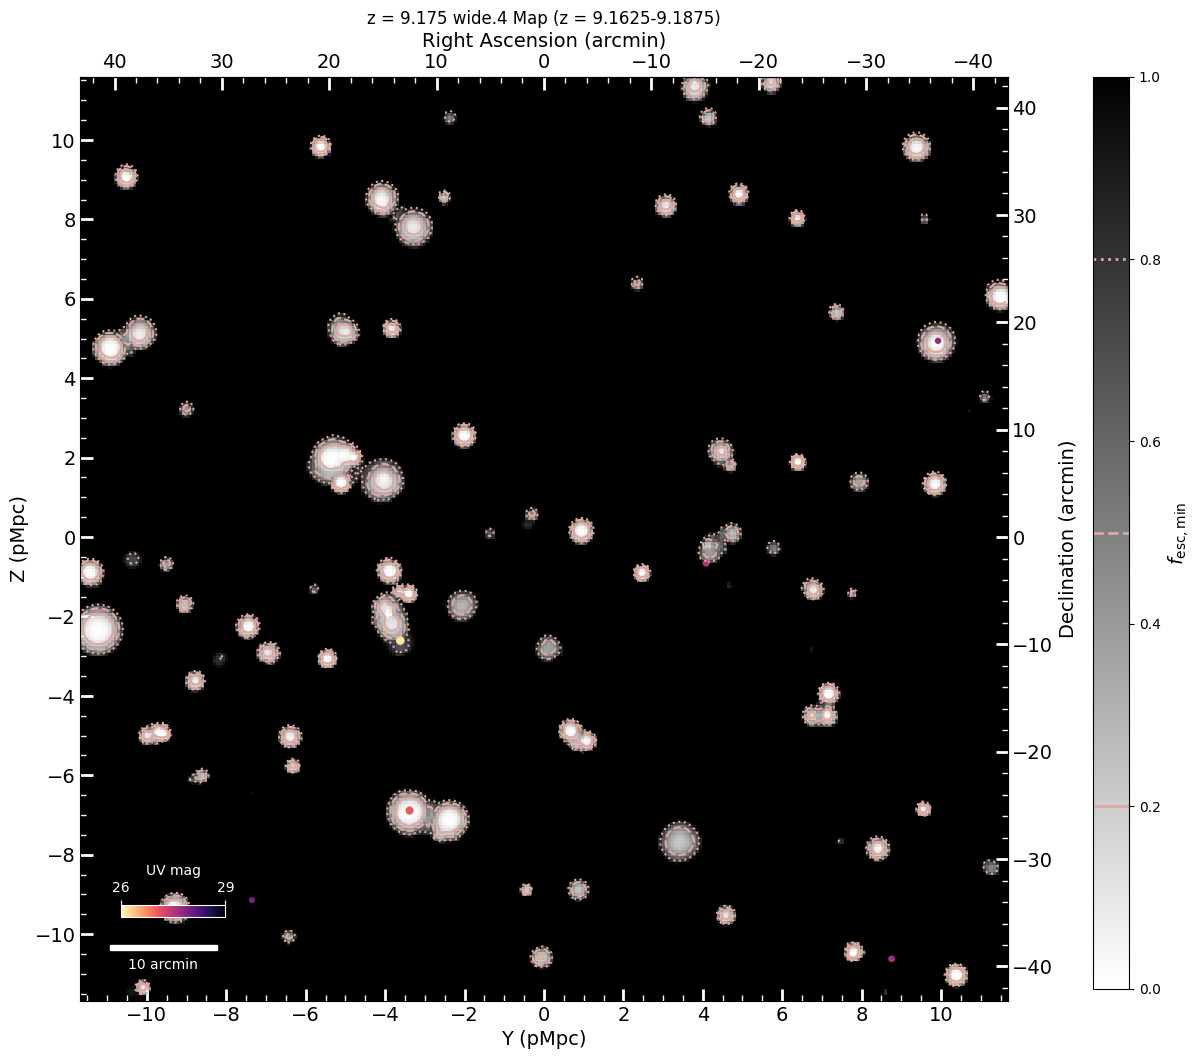 z = 9.175 wide.4 Map (z = 9.1625-9.1875)
Right Ascension (arcmin)
40 30 20 10 0 −10 −20 −30 −40
10
8
6
4
2
0
−2
−4
−6
−8
−10
Z (pMpc)
40
30
20
10
0
−10
−20
−30
−40
Declination (arcmin)
1.0
0.8
0.6
0.4
0.2
0.0
fesc,min
UV mag
26 29
10 arcmin
−10 −8 −6 −4 −2 0 2 4 6 8 10
Y (pMpc)